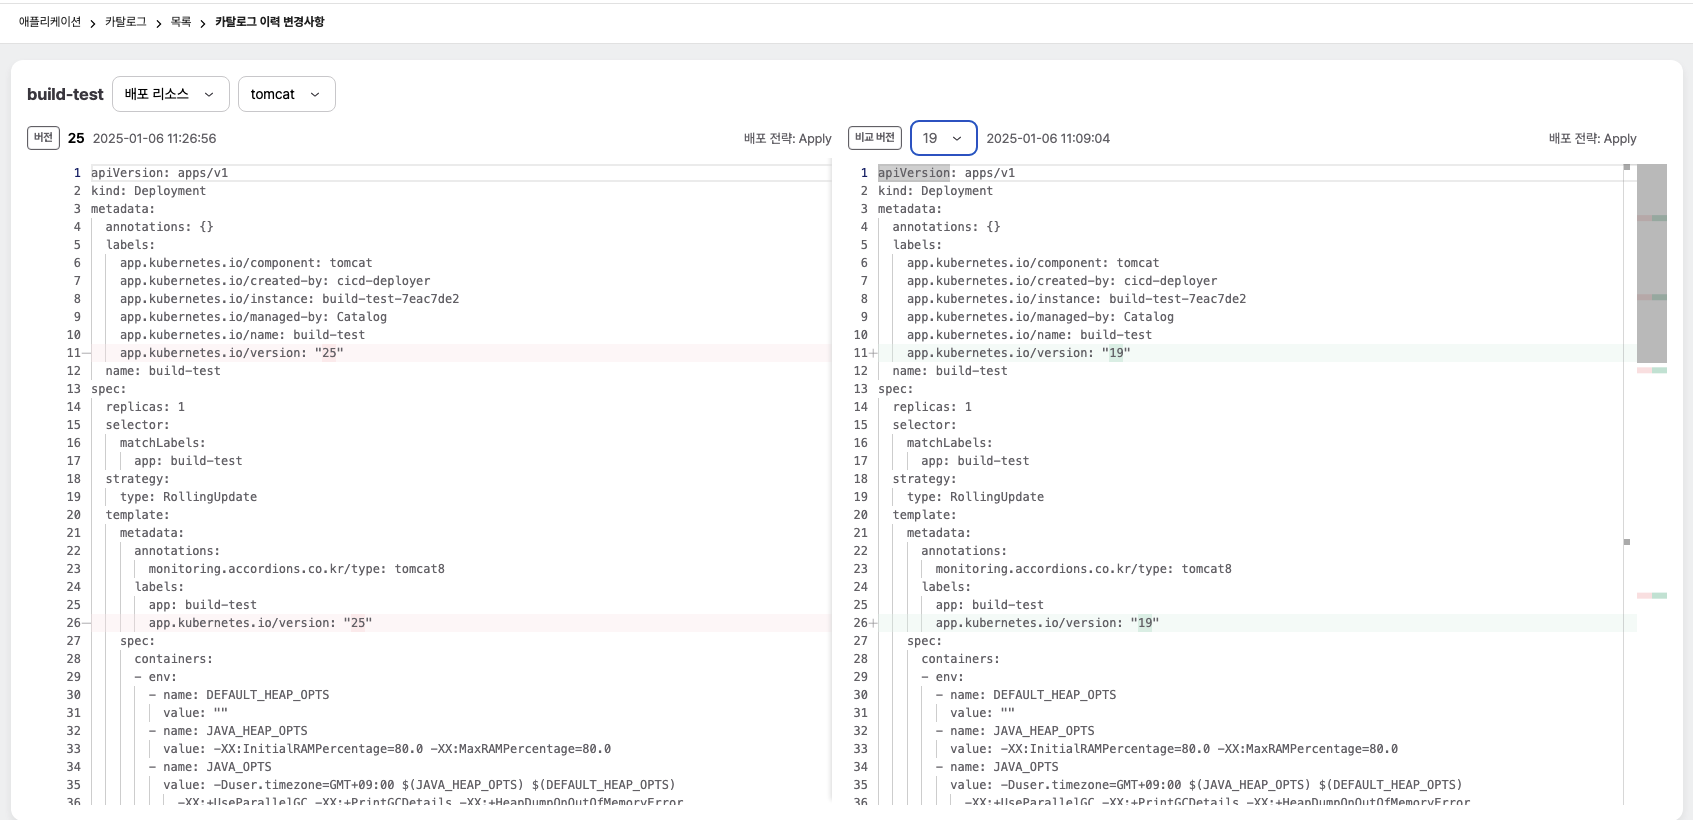 애플리케이션 > 카탈로그 > 목록 > 카탈로그 이력 변경사항
build-test 배포 리소스 tomcat
버전 25 2025-01-06 11:26:56 배포 전략: Apply
1 apiVersion: apps/v1
2 kind: Deployment
3 metadata:
4 annotations: {}
5 labels:
6 app.kubernetes.io/component: tomcat
7 app.kubernetes.io/created-by: cicd-deployer
8 app.kubernetes.io/instance: build-test-7eac7de2
9 app.kubernetes.io/managed-by: Catalog
10 app.kubernetes.io/name: build-test
11− app.kubernetes.io/version: "25"
12 name: build-test
13 spec:
14 replicas: 1
15 selector:
16 matchLabels:
17 app: build-test
18 strategy:
19 type: RollingUpdate
20 template:
21 metadata:
22 annotations:
23 monitoring.accordions.co.kr/type: tomcat8
24 labels:
25 app: build-test
26− app.kubernetes.io/version: "25"
27 spec:
28 containers:
29 - env:
30 - name: DEFAULT_HEAP_OPTS
31 value: ""
32 - name: JAVA_HEAP_OPTS
33 value: -XX:InitialRAMPercentage=80.0 -XX:MaxRAMPercentage=80.0
34 - name: JAVA_OPTS
35 value: -Duser.timezone=GMT+09:00 $(JAVA_HEAP_OPTS) $(DEFAULT_HEAP_OPTS)
36 -XX:+UseParallelGC -XX:+PrintGCDetails -XX:+HeapDumpOnOutOfMemoryError
비교 버전 19 2025-01-06 11:09:04 배포 전략: Apply
1 apiVersion: apps/v1
2 kind: Deployment
3 metadata:
4 annotations: {}
5 labels:
6 app.kubernetes.io/component: tomcat
7 app.kubernetes.io/created-by: cicd-deployer
8 app.kubernetes.io/instance: build-test-7eac7de2
9 app.kubernetes.io/managed-by: Catalog
10 app.kubernetes.io/name: build-test
11+ app.kubernetes.io/version: "19"
12 name: build-test
13 spec:
14 replicas: 1
15 selector:
16 matchLabels:
17 app: build-test
18 strategy:
19 type: RollingUpdate
20 template:
21 metadata:
22 annotations:
23 monitoring.accordions.co.kr/type: tomcat8
24 labels:
25 app: build-test
26+ app.kubernetes.io/version: "19"
27 spec:
28 containers:
29 - env:
30 - name: DEFAULT_HEAP_OPTS
31 value: ""
32 - name: JAVA_HEAP_OPTS
33 value: -XX:InitialRAMPercentage=80.0 -XX:MaxRAMPercentage=80.0
34 - name: JAVA_OPTS
35 value: -Duser.timezone=GMT+09:00 $(JAVA_HEAP_OPTS) $(DEFAULT_HEAP_OPTS)
36 -XX:+UseParallelGC -XX:+PrintGCDetails -XX:+HeapDumpOnOutOfMemoryError